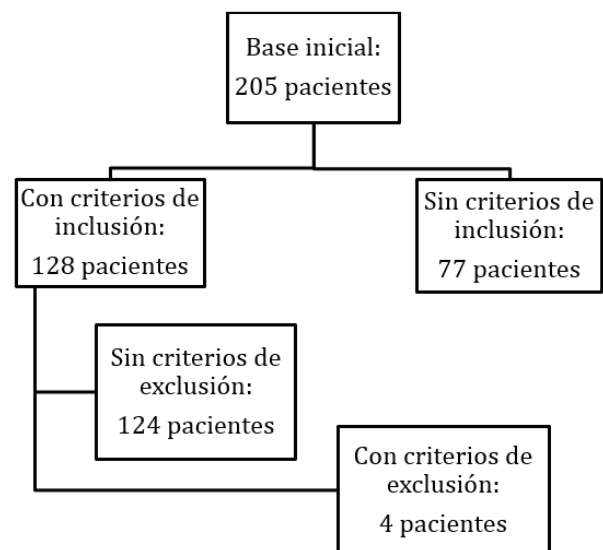 Base inicial:
205 pacientes
Con criterios de
inclusión:
128 pacientes
Sin criterios de
inclusión:
77 pacientes
Sin criterios de
exclusión:
124 pacientes
Con criterios de
exclusión:
4 pacientes